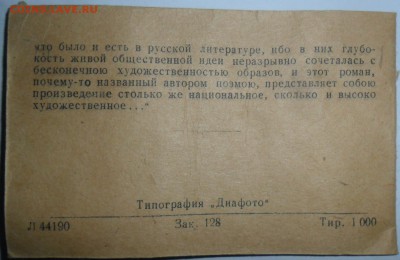 что было и есть в русской литературе, ибо в них глубо-
кость живой общественной идеи неразрывно сочеталась с
бесконечною художественностью образов, и этот роман,
почему-то названный автором поэмою, представляет собою
произведение столько же национальное, сколько и высоко
художественное..."
Типография „Диафото"
Л 44190 Зак. 128 Тир. 1 000